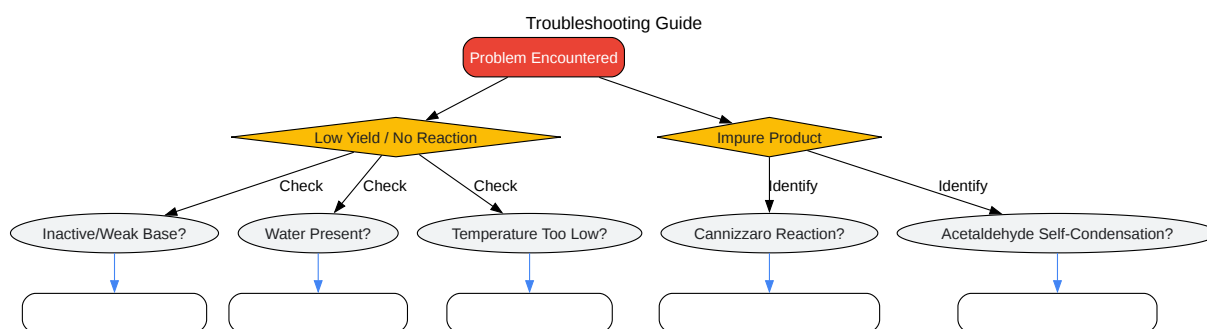 Troubleshooting Guide
Problem Encountered
Low Yield / No Reaction
Impure Product
Check
Check
Check
Identify
Identify
Inactive/Weak Base?
Water Present?
Temperature Too Low?
Cannizzaro Reaction?
Acetaldehyde Self-Condensation?